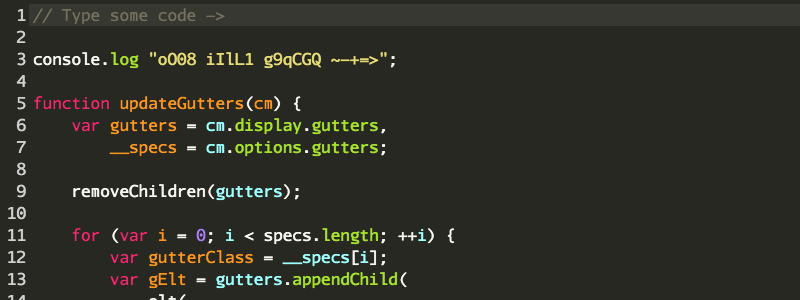 1 // Type some code ->
2
3 console.log "oO08 iIlL1 g9qCGQ ~-+=>";
4
5 function updateGutters(cm) {
6     var gutters = cm.display.gutters,
7         __specs = cm.options.gutters;
8
9     removeChildren(gutters);
10
11     for (var i = 0; i < specs.length; ++i) {
12         var gutterClass = __specs[i];
13         var gElt = gutters.appendChild(
14             elt(